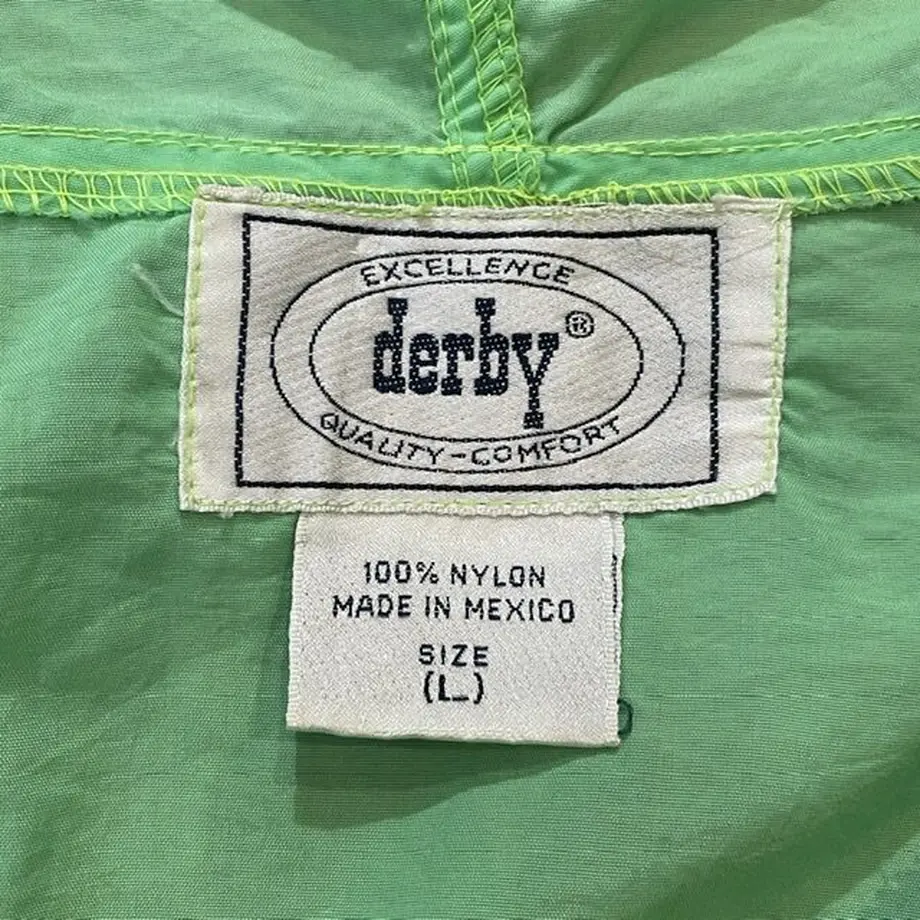 EXCELLENCE
derby®
QUALITY-COMFORT
100% NYLON
MADE IN MEXICO
SIZE
(L)